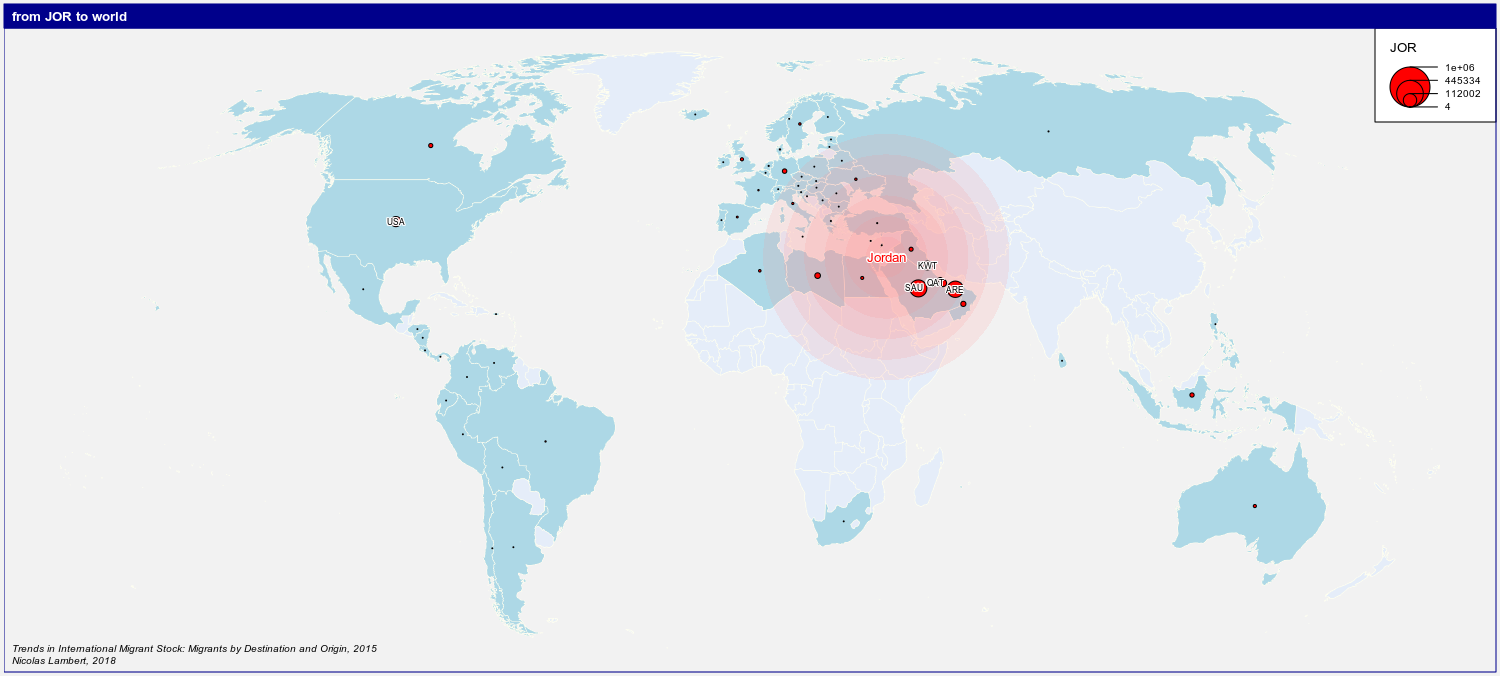 from JOR to world
JOR
1e+06
445334
112002
4
USA
Jordan
KWT
QAT
SAU
ARE
Trends in International Migrant Stock: Migrants by Destination and Origin, 2015
Nicolas Lambert, 2018